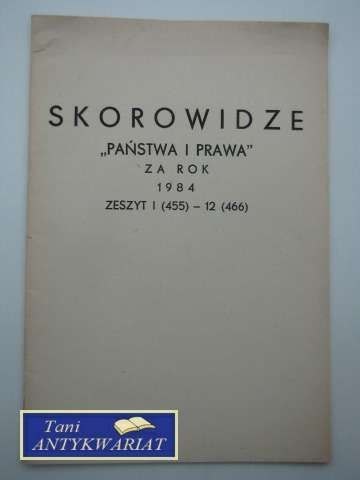 SKOROWIDZE
„PAŃSTWA I PRAWA”
ZA ROK
1984
ZESZYT I (455) – 12 (466)
Tani
ANTYKWARIAT